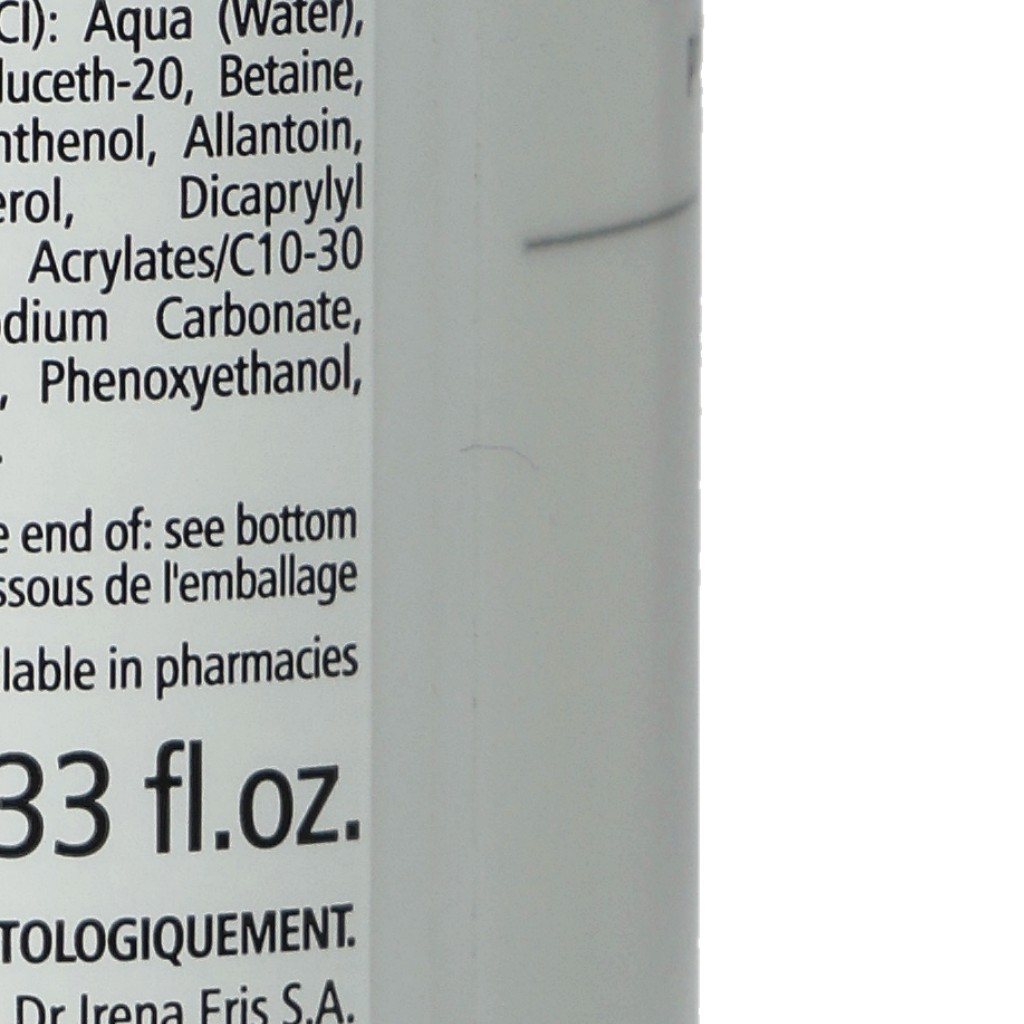 CI): Aqua (Water),
luceth-20, Betaine,
nthenol, Allantoin,
erol, Dicaprylyl
Acrylates/C10-30
odium Carbonate,
, Phenoxyethanol,
.
e end of: see bottom
ssous de l'emballage
lable in pharmacies
33 fl.oz.
TOLOGIQUEMENT.
Dr Irena Eris S.A.